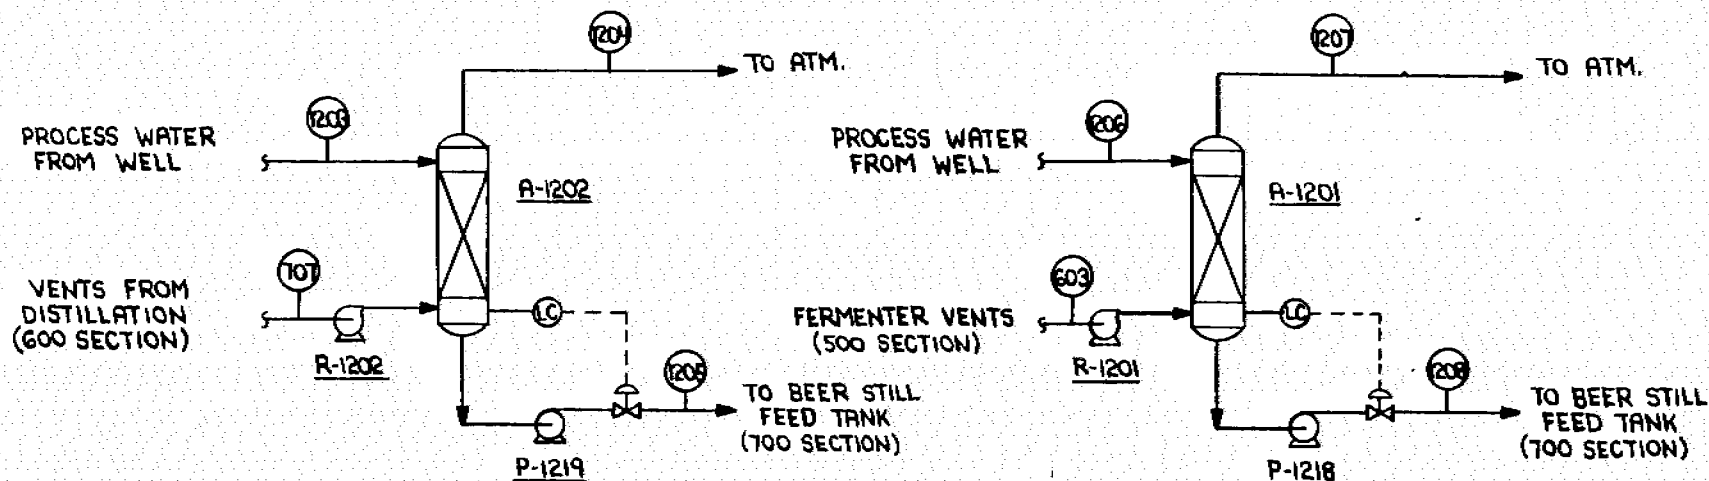 1204
TO ATM.
1203
PROCESS WATER
FROM WELL
A-1202
707
VENTS FROM
DISTILLATION
(600 SECTION)
R-1202
LC
1205
TO BEER STILL
FEED TANK
(700 SECTION)
P-1219
1207
TO ATM.
1206
PROCESS WATER
FROM WELL
A-1201
603
FERMENTER VENTS
(500 SECTION)
R-1201
LC
1208
TO BEER STILL
FEED TANK
(700 SECTION)
P-1218